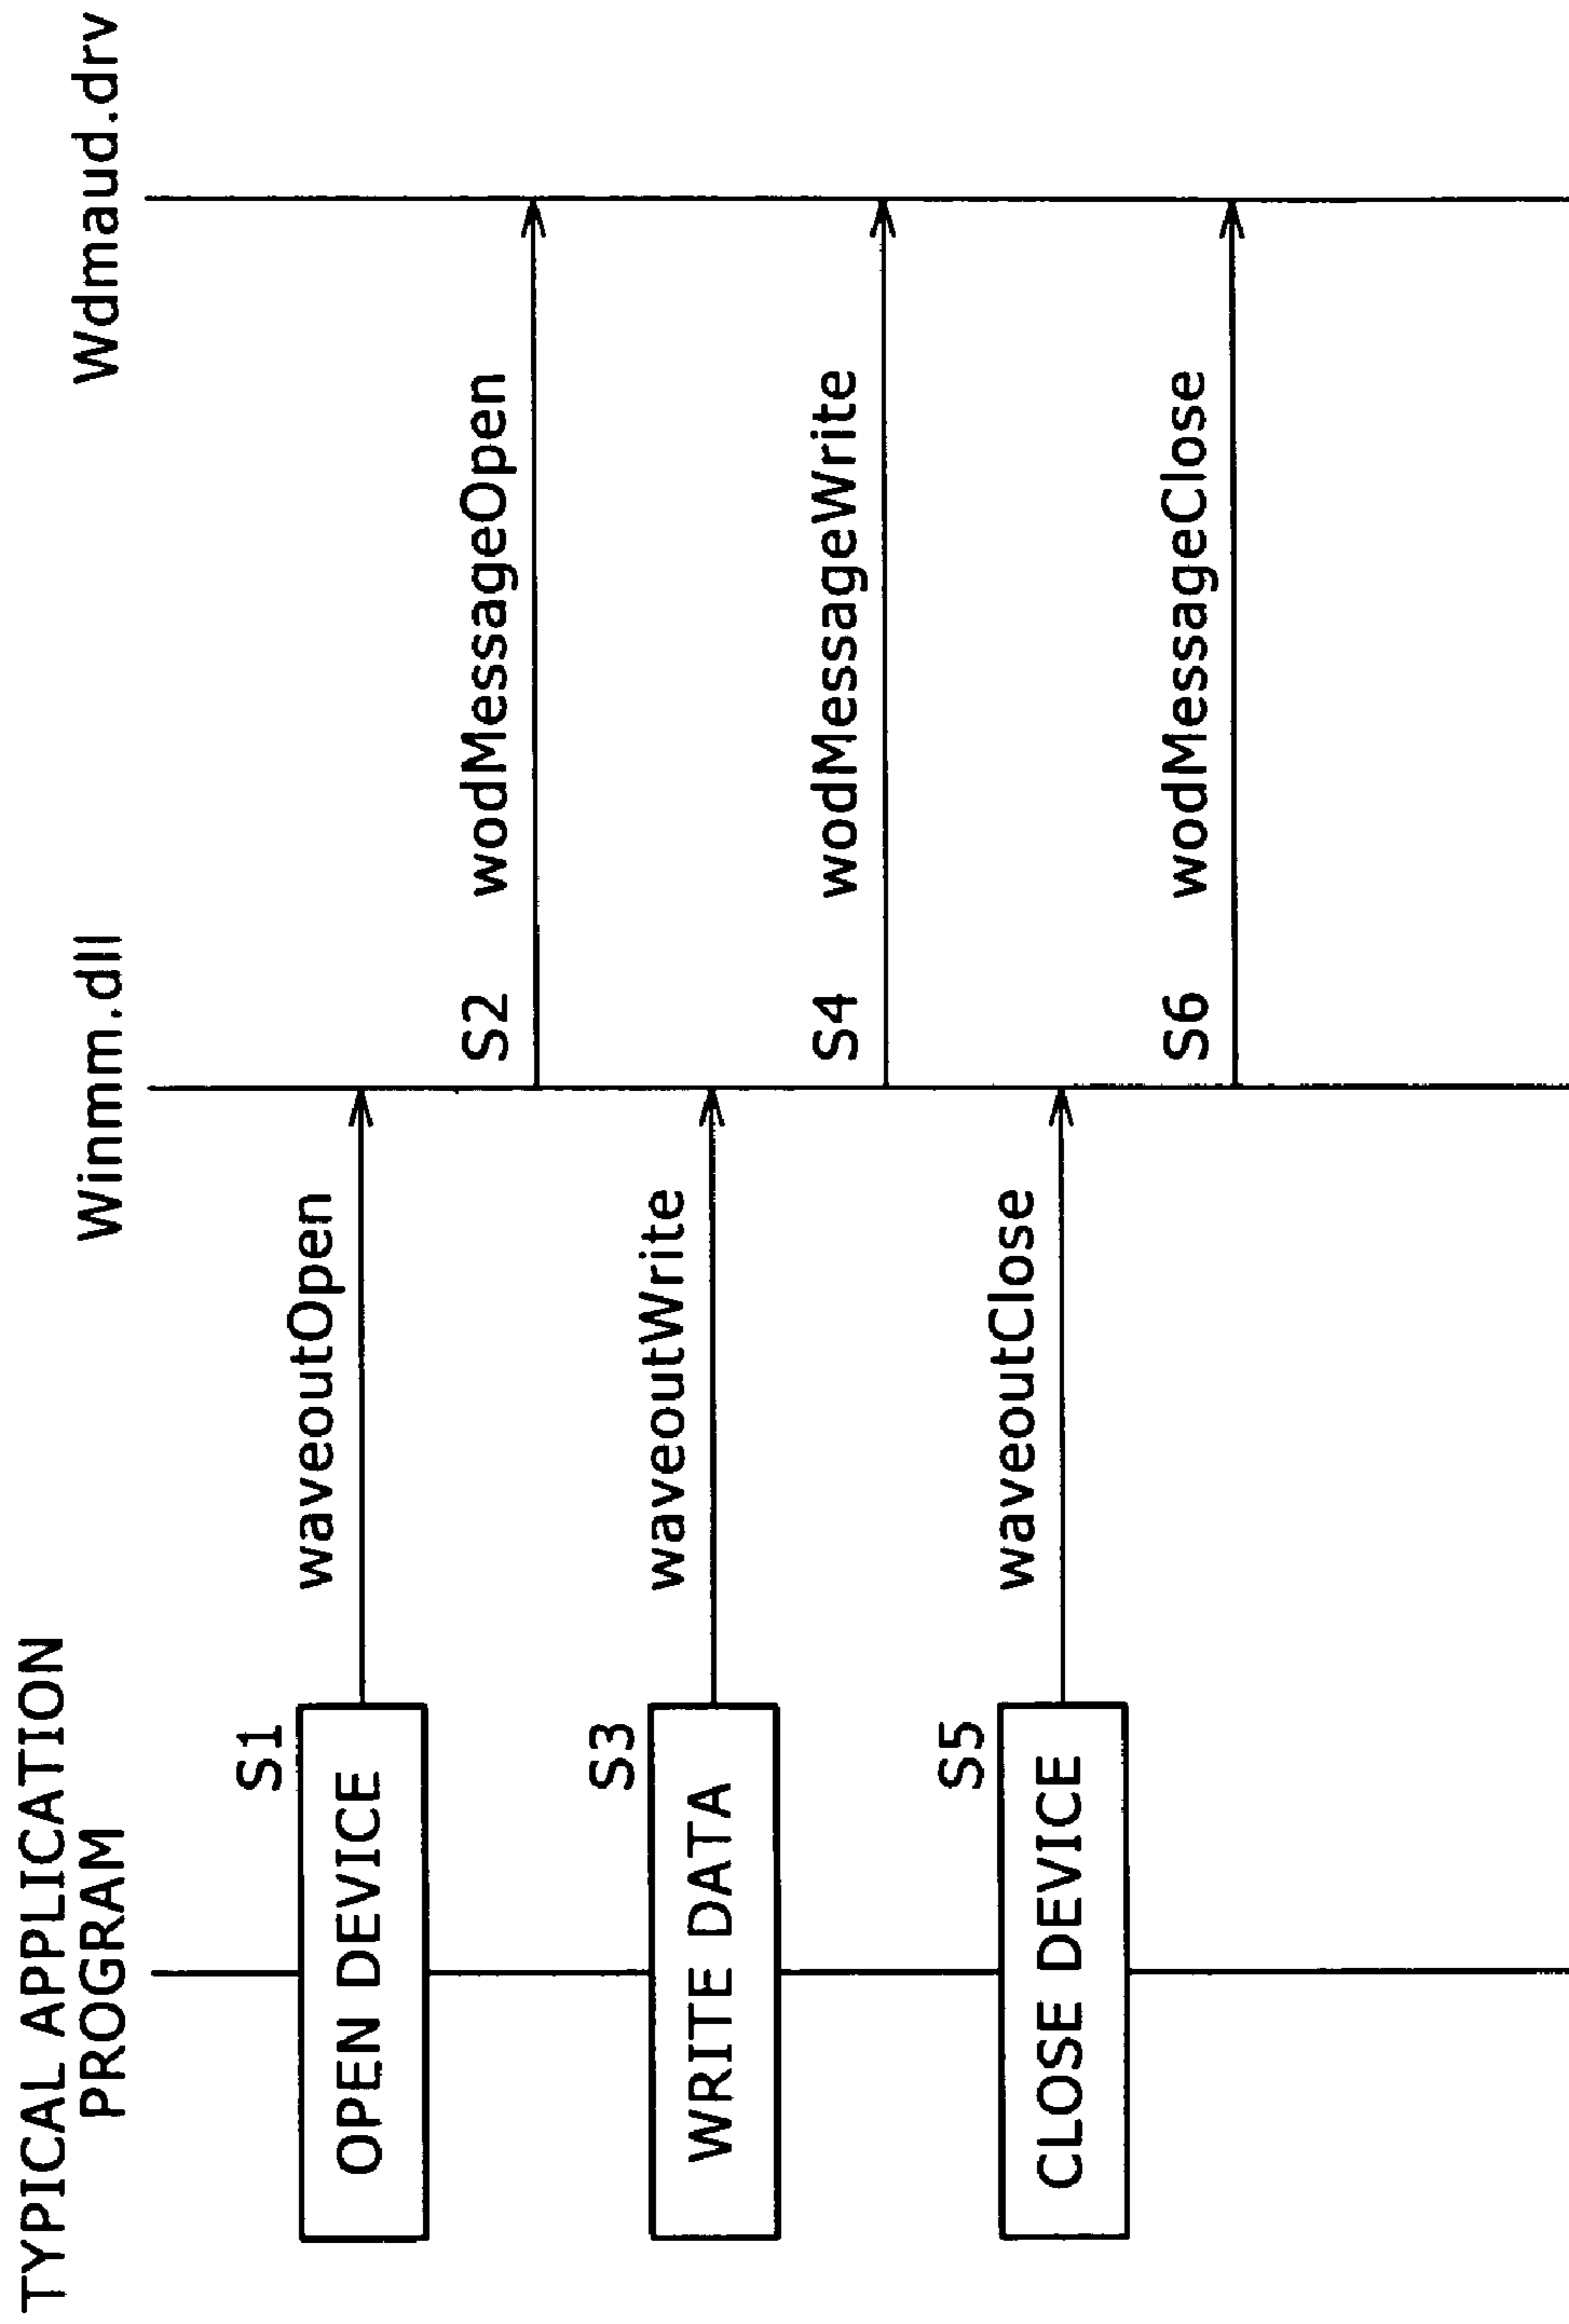 TYPICAL APPLICATION
PROGRAM
Winmm.dll
Wdmaud.drv
S1
OPEN DEVICE
waveoutOpen
S2
wodMessageOpen
S3
WRITE DATA
waveoutWrite
S4
wodMessageWrite
S5
CLOSE DEVICE
waveoutClose
S6
wodMessageClose